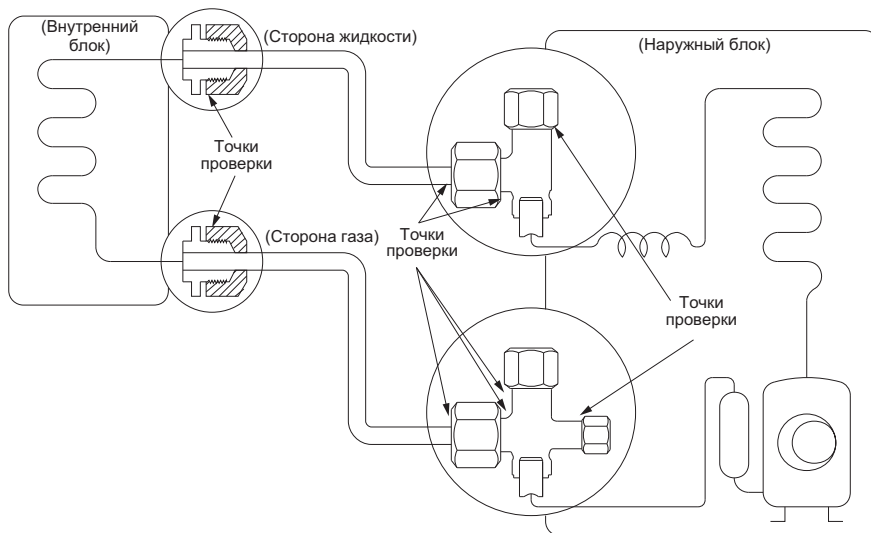 (Внутренний
блок)
(Сторона жидкости)
(Наружный блок)
Точки
проверки
(Сторона газа)
Точки
проверки
Точки
проверки